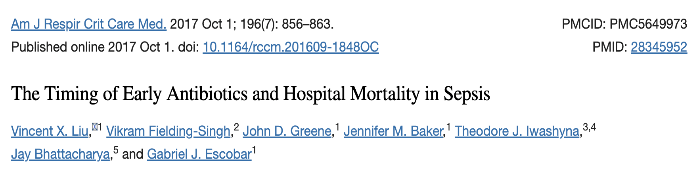 Am J Respir Crit Care Med. 2017 Oct 1; 196(7): 856–863. PMCID: PMC5649973
Published online 2017 Oct 1. doi: 10.1164/rccm.201609-1848OC PMID: 28345952
The Timing of Early Antibiotics and Hospital Mortality in Sepsis
Vincent X. Liu,✉1 Vikram Fielding-Singh,2 John D. Greene,1 Jennifer M. Baker,1 Theodore J. Iwashyna,3,4
Jay Bhattacharya,5 and Gabriel J. Escobar1